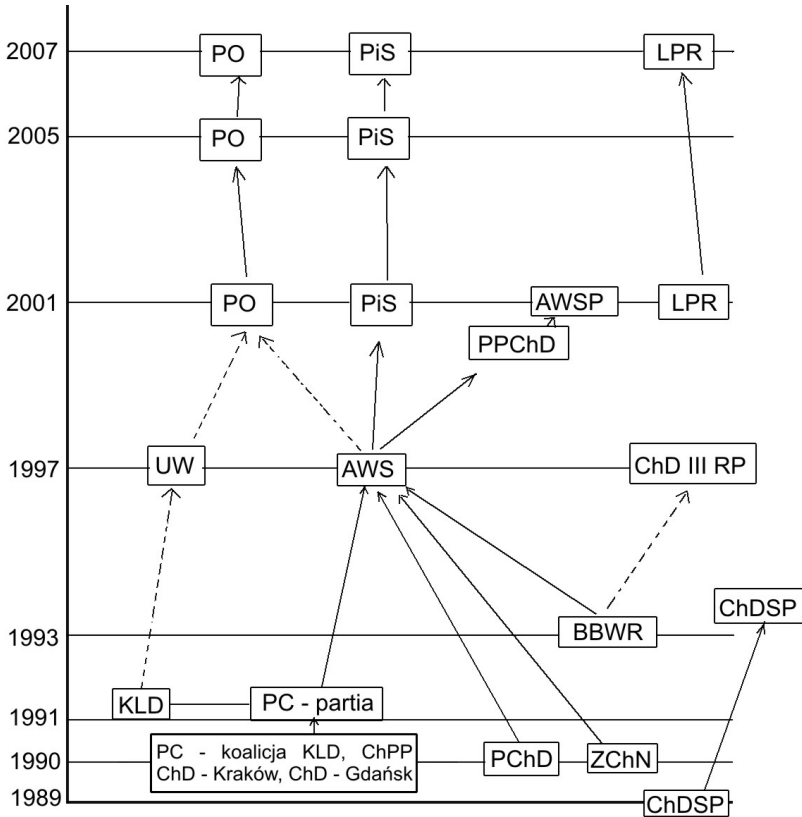 2007 PO PiS LPR
2005 PO PiS
2001 PO PiS AWSP LPR
PPChD
1997 UW AWS ChD III RP
ChDSP
1993 BBWR
KLD PC - partia
1991
PC - koalicja KLD, ChPP
ChD - Kraków, ChD - Gdańsk
1990 PChD ZChN
1989 ChDSP